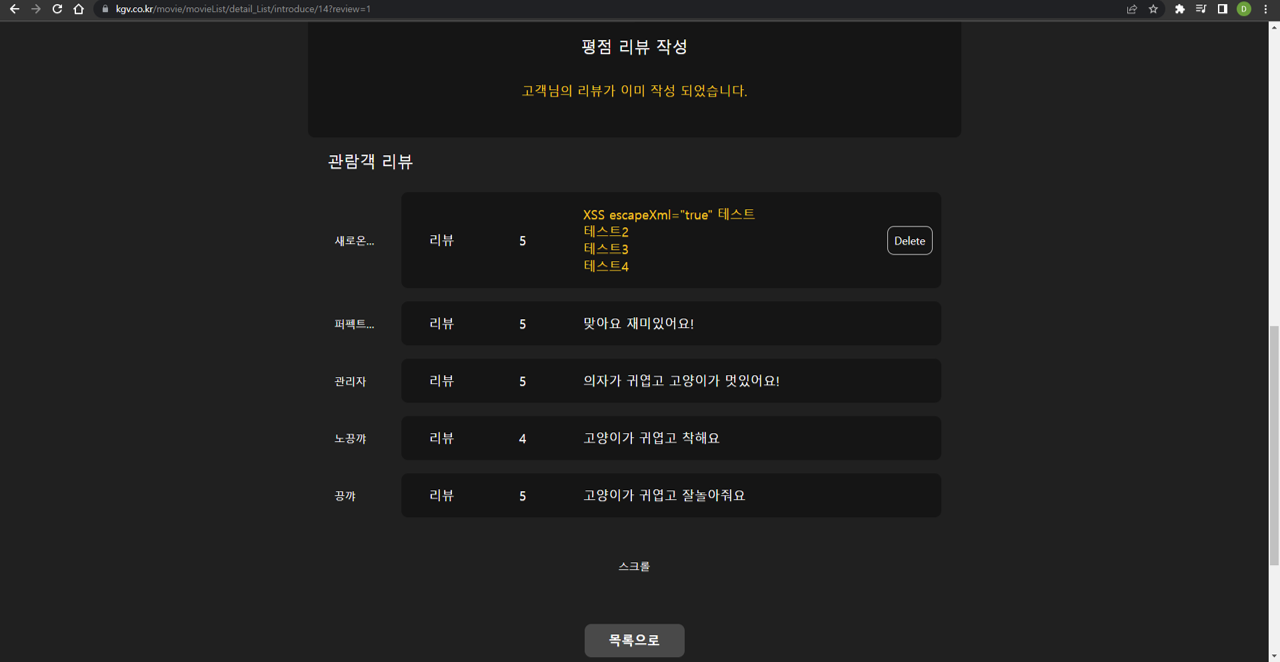 kgv.co.kr/movie/movieList/detail_List/introduce/14?review=1
D
평점 리뷰 작성
고객님의 리뷰가 이미 작성 되었습니다.
관람객 리뷰
새로온... 리뷰 5 XSS escapeXml="true" 테스트
테스트2
테스트3
테스트4
Delete
퍼펙트... 리뷰 5 맞아요 재미있어요!
관리자 리뷰 5 의자가 귀엽고 고양이가 멋있어요!
노끙꺄 리뷰 4 고양이가 귀엽고 착해요
끙꺄 리뷰 5 고양이가 귀엽고 잘놀아줘요
스크롤
목록으로